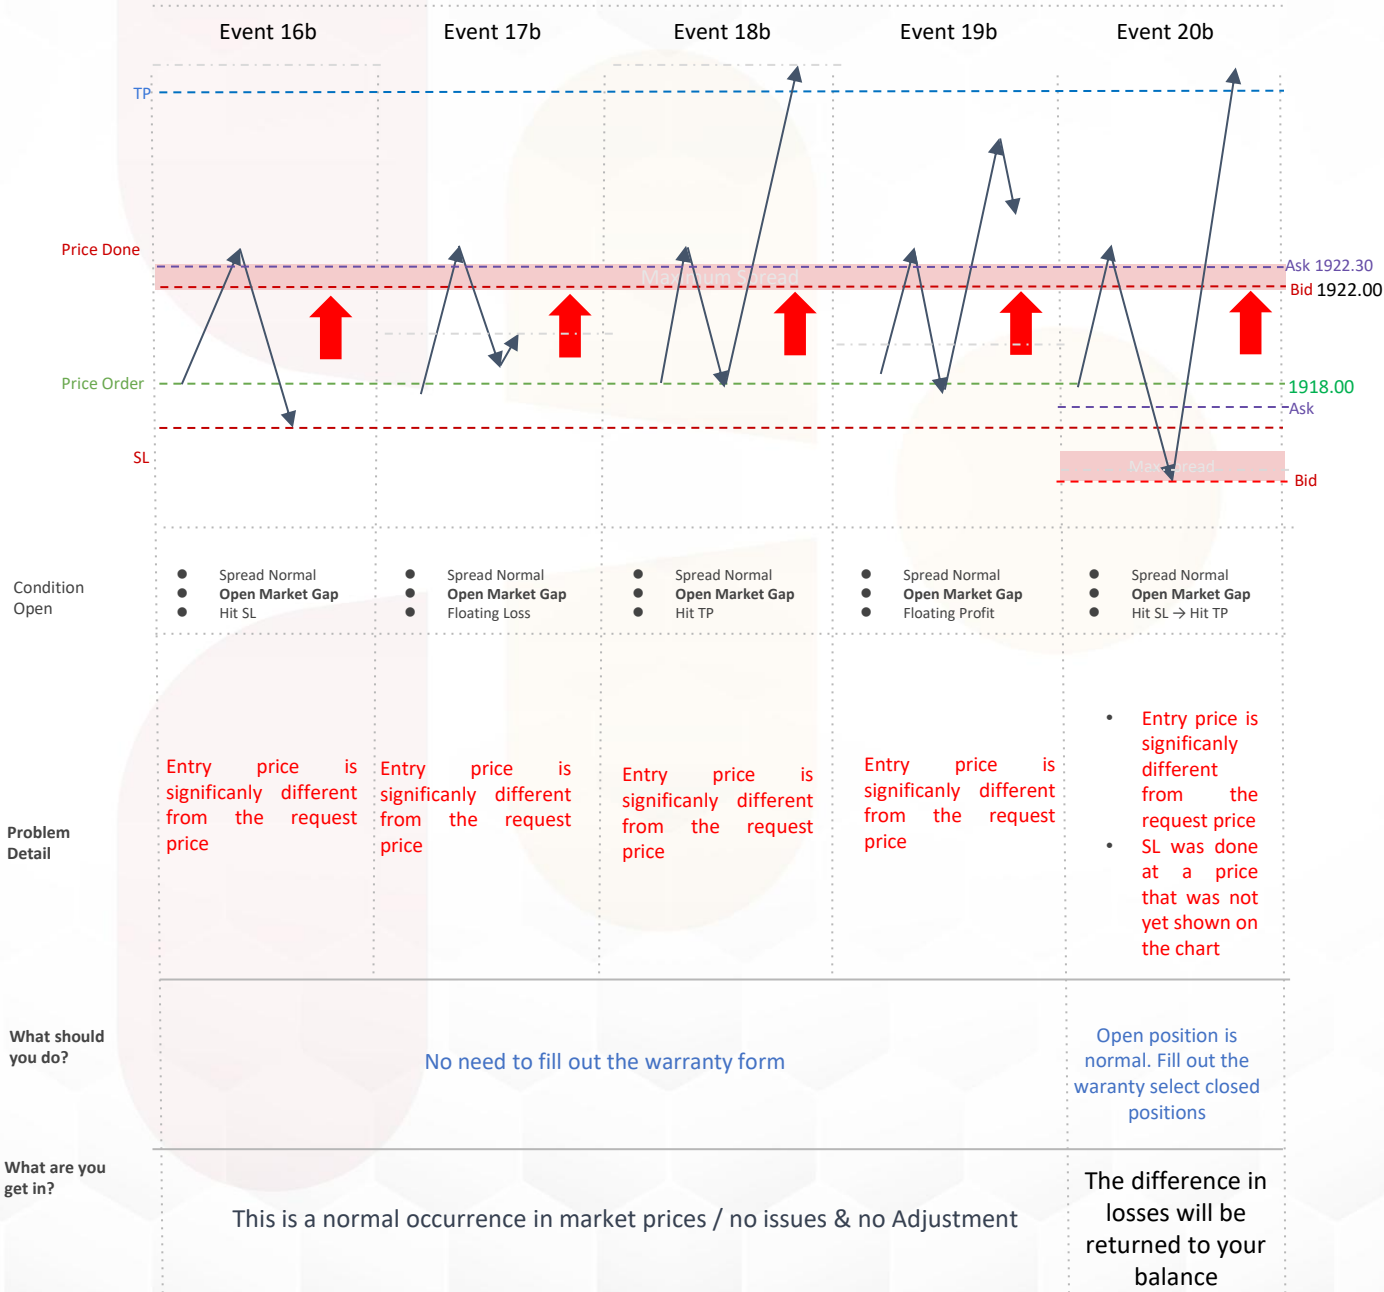 Event 16b
Event 17b
Event 18b
Event 19b
Event 20b
TP
Price Done
Maximum Spread
Ask 1922.30
Bid 1922.00
Price Order
1918.00
Ask
SL
Max Spread
Bid
Condition
Open
● Spread Normal
● Open Market Gap
● Hit SL
● Spread Normal
● Open Market Gap
● Floating Loss
● Spread Normal
● Open Market Gap
● Hit TP
● Spread Normal
● Open Market Gap
● Floating Profit
● Spread Normal
● Open Market Gap
● Hit SL → Hit TP
Problem
Detail
Entry price is
significanly different
from the request
price
Entry price is
significanly different
from the request
price
Entry price is
significanly different
from the request
price
Entry price is
significanly different
from the request
price
• Entry price is
significanly
different
from the
request price
• SL was done
at a price
that was not
yet shown on
the chart
What should
you do?
No need to fill out the warranty form
Open position is
normal. Fill out the
waranty select closed
positions
What are you
get in?
This is a normal occurrence in market prices / no issues & no Adjustment
The difference in
losses will be
returned to your
balance